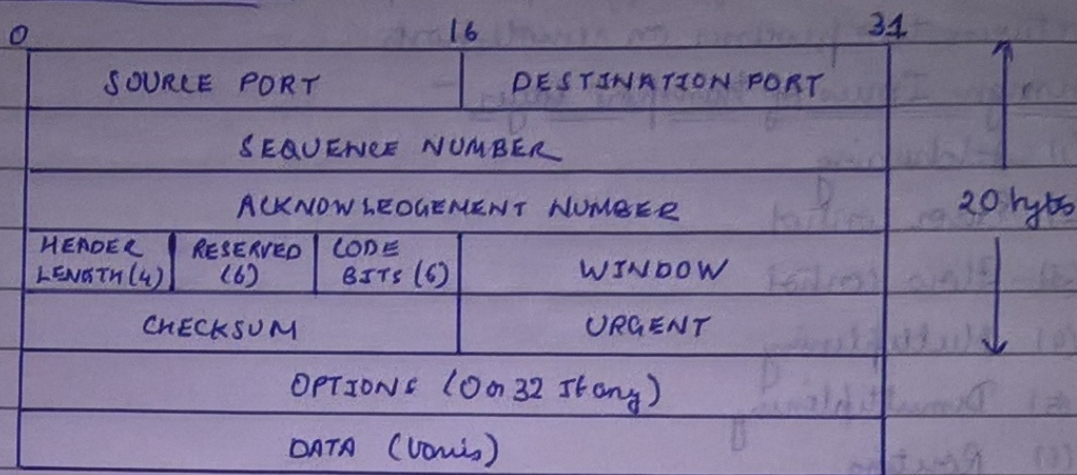 0 16 31
SOURCE PORT DESTINATION PORT
SEQUENCE NUMBER
ACKNOWLEDGEMENT NUMBER 20 bytes
HEADER LENGTH (4) RESERVED (6) CODE BITS (6) WINDOW
CHECKSUM URGENT
OPTIONS (0 or 32 If any)
DATA (Varies)